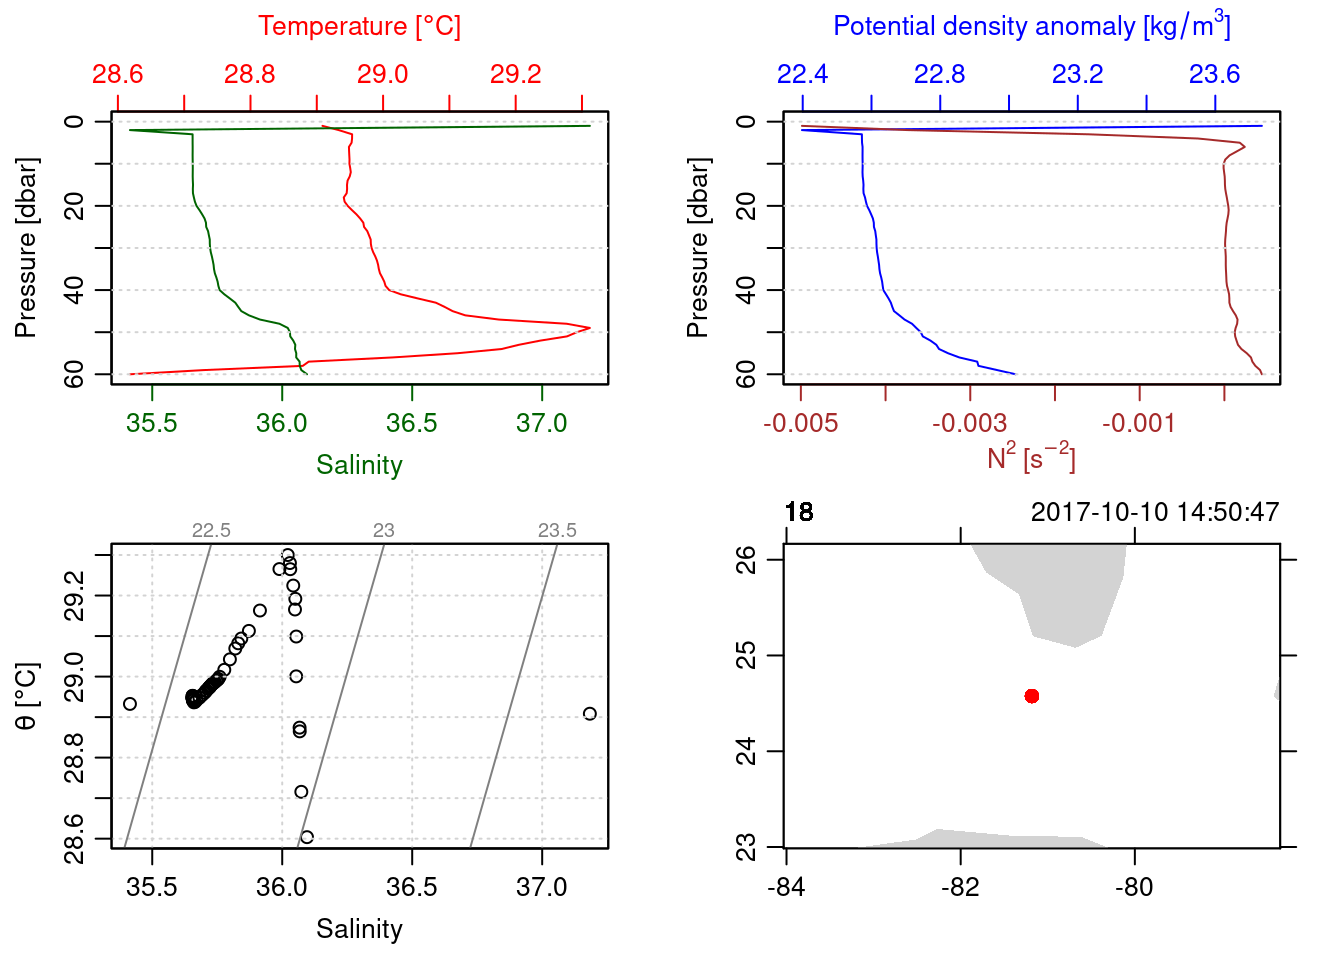 Temperature [°C]
28.6 28.8 29.0 29.2
0 20 40 60
Pressure [dbar]
35.5 36.0 36.5 37.0
Salinity
Potential density anomaly [kg/m³]
22.4 22.8 23.2 23.6
0 20 40 60
Pressure [dbar]
-0.005 -0.003 -0.001
N² [s⁻²]
22.5 23 23.5
28.6 28.8 29.0 29.2
θ [°C]
35.5 36.0 36.5 37.0
Salinity
18 2017-10-10 14:50:47
26
25
24
23
-84 -82 -80